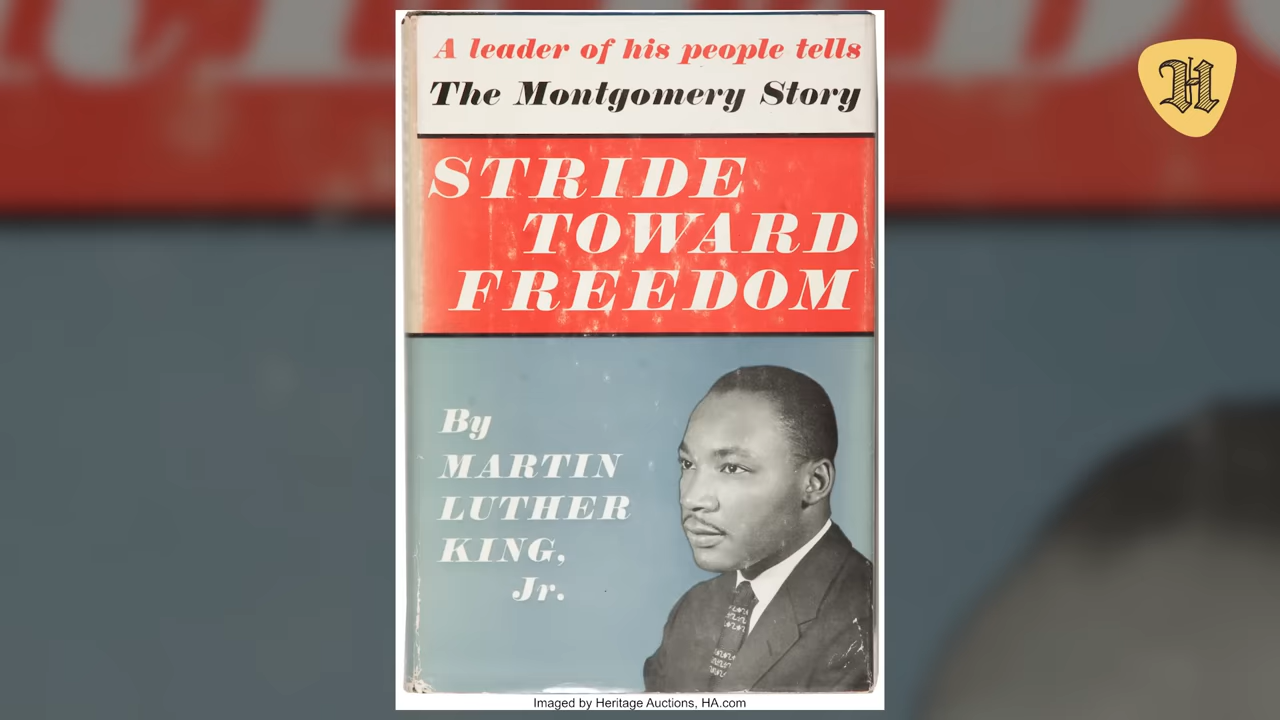 A leader of his people tells
The Montgomery Story
STRIDE
TOWARD
FREEDOM
By
MARTIN
LUTHER
KING,
Jr.
H
Imaged by Heritage Auctions, HA.com